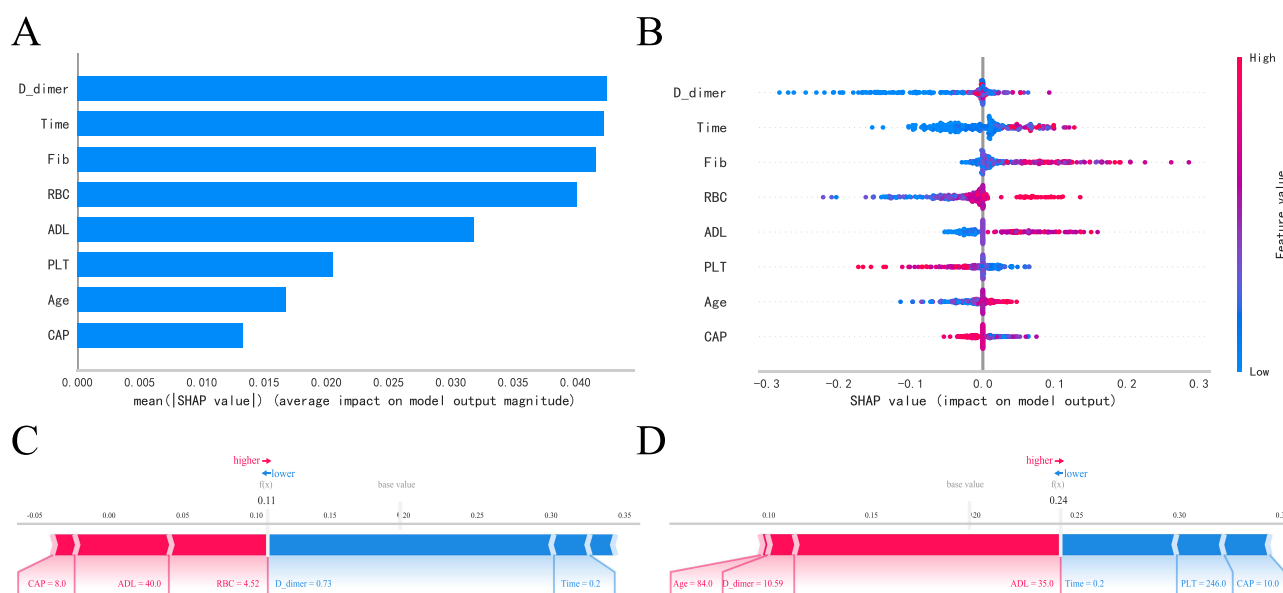 A
D_dimer
Time
Fib
RBC
ADL
PLT
Age
CAP
0.000 0.005 0.010 0.015 0.020 0.025 0.030 0.035 0.040
mean(|SHAP value|) (average impact on model output magnitude)
B
D_dimer
Time
Fib
RBC
ADL
PLT
Age
CAP
-0.3 -0.2 -0.1 0.0 0.1 0.2 0.3
SHAP value (impact on model output)
High
Feature value
Low
C
higher
lower
f(x) base value
0.11
-0.05 0.00 0.05 0.10 0.15 0.20 0.25 0.30 0.35
CAP = 8.0 ADL = 40.0 RBC = 4.52 D_dimer = 0.73 Time = 0.2
D
higher
lower
base value f(x)
0.24
0.10 0.15 0.20 0.25 0.30
Age = 84.0 D_dimer = 10.59 ADL = 35.0 Time = 0.2 PLT = 246.0 CAP = 10.0